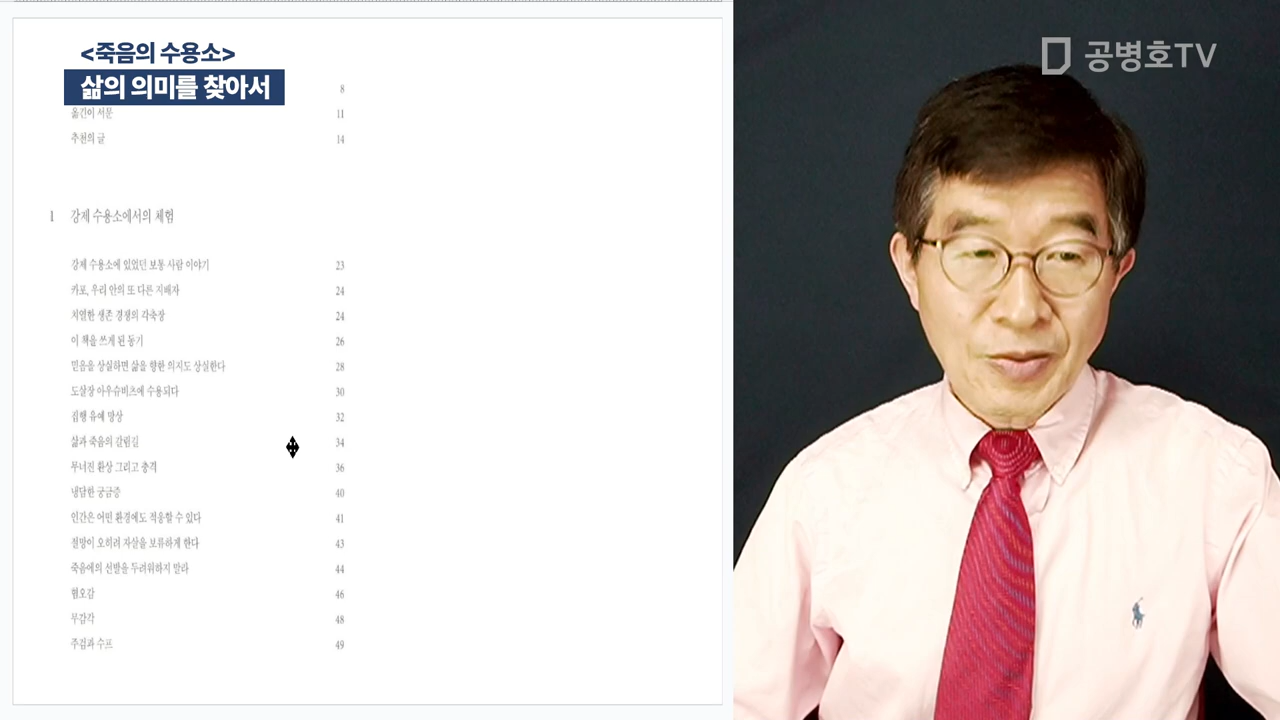 <죽음의 수용소>
삶의 의미를 찾아서
공병호TV
8
옮긴이 서문 11
추천의 글 14
1 강제 수용소에서의 체험
강제 수용소에 있었던 보통 사람 이야기 23
카포, 우리 안의 또 다른 지배자 24
치열한 생존 경쟁의 각축장 24
이 책을 쓰게 된 동기 26
믿음을 상실하면 삶을 향한 의지도 상실한다 28
도살장 아우슈비츠에 수용되다 30
집행 유예 망상 32
삶과 죽음의 갈림길 34
무너진 환상 그리고 충격 36
냉담한 궁금증 40
인간은 어떤 환경에도 적응할 수 있다 41
절망이 오히려 자살을 보류하게 한다 43
죽음에의 선발을 두려워하지 말라 44
혐오감 46
무감각 48
주검과 수프 49